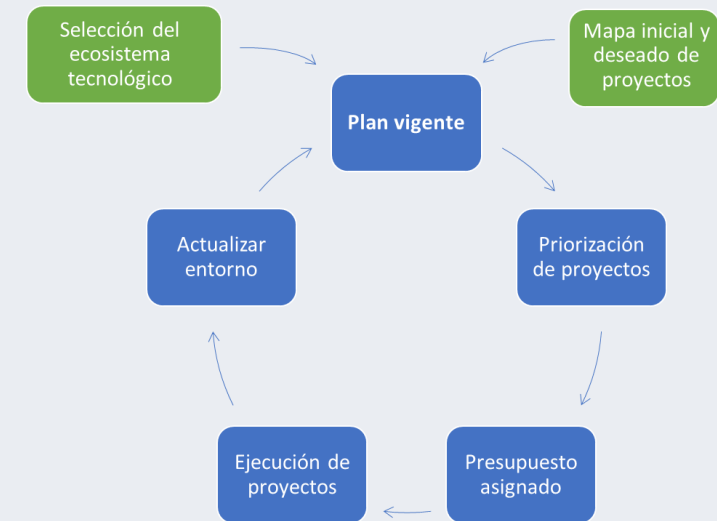 Selección del
ecosistema
tecnológico
Mapa inicial y
deseado de
proyectos
Plan vigente
Actualizar
entorno
Priorización
de proyectos
Ejecución de
proyectos
Presupuesto
asignado